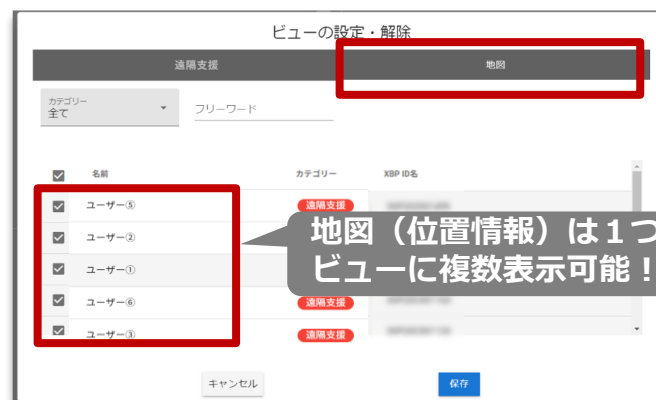 ビューの設定・解除
遠隔支援
地図
カテゴリー
全て
フリーワード
名前
カテゴリー
XBP ID名
ユーザー⑤
遠隔支援
ユーザー②
ユーザー①
ユーザー⑥
遠隔支援
ユーザー③
遠隔支援
地図（位置情報）は１つ
ビューに複数表示可能！
キャンセル
保存